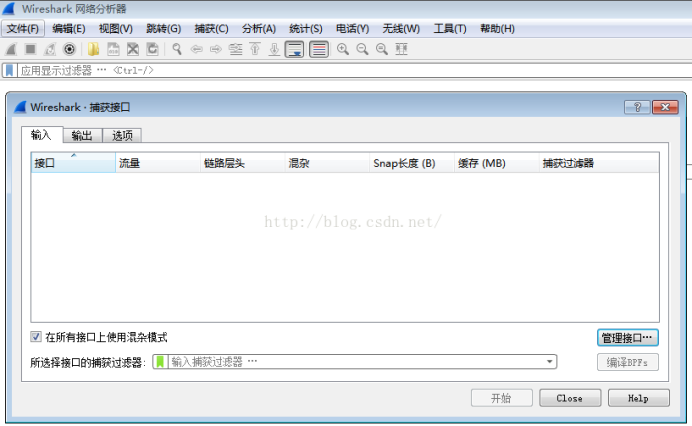 Wireshark 网络分析器
文件(F) 编辑(E) 视图(V) 跳转(G) 捕获(C) 分析(A) 统计(S) 电话(Y) 无线(W) 工具(T) 帮助(H)
应用显示过滤器 … <Ctrl-/>
Wireshark · 捕获接口
输入 输出 选项
接口 流量 链路层头 混杂 Snap长度 (B) 缓存 (MB) 捕获过滤器
http://blog.csdn.net/
在所有接口上使用混杂模式 管理接口…
所选择接口的捕获过滤器: 输入捕获过滤器 … 编译BPFs
开始 Close Help